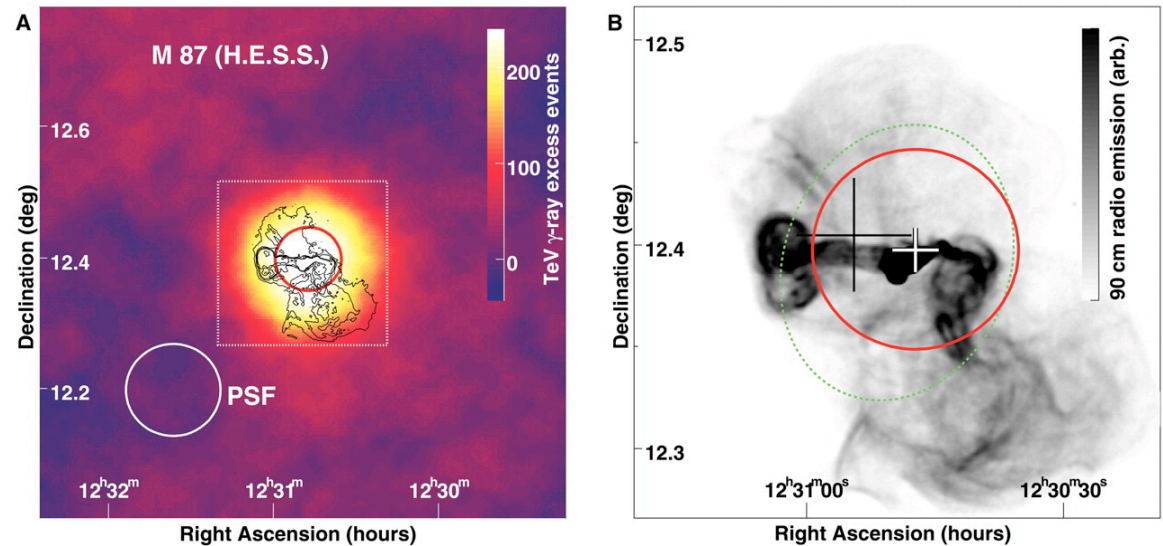 A
M 87 (H.E.S.S.)
200
100
0
TeV γ-ray excess events
12.6
12.4
12.2
Declination (deg)
PSF
12ʰ32ᵐ
12ʰ31ᵐ
12ʰ30ᵐ
Right Ascension (hours)
B
12.5
12.4
12.3
Declination (deg)
90 cm radio emission (arb.)
12ʰ31ᵐ00ˢ
12ʰ30ᵐ30ˢ
Right Ascension (hours)